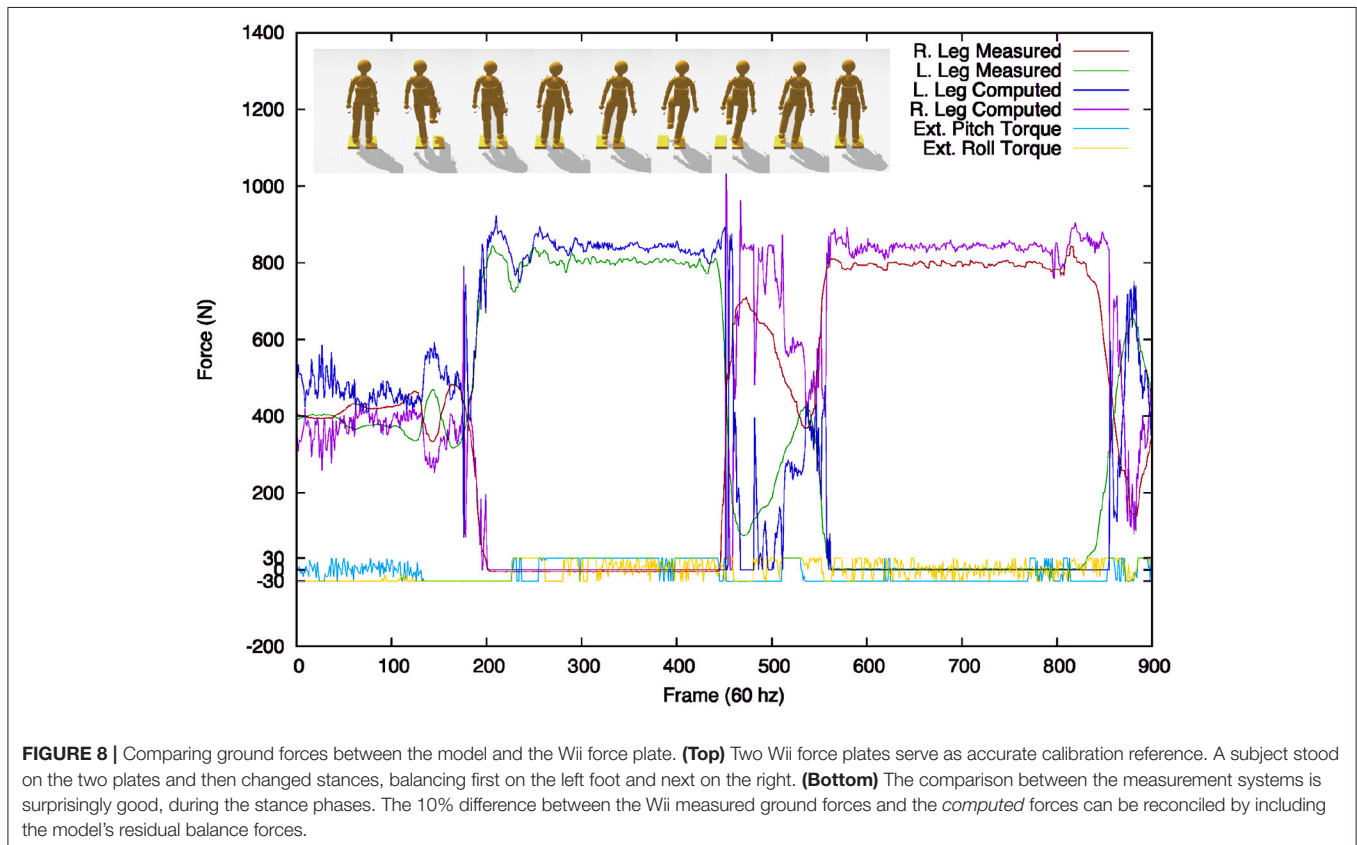 1400
1200
1000
800
600
400
200
30
0
-30
-200
Force (N)
R. Leg Measured
L. Leg Measured
L. Leg Computed
R. Leg Computed
Ext. Pitch Torque
Ext. Roll Torque
0 100 200 300 400 500 600 700 800 900
Frame (60 hz)
FIGURE 8 | Comparing ground forces between the model and the Wii force plate. (Top) Two Wii force plates serve as accurate calibration reference. A subject stood
on the two plates and then changed stances, balancing first on the left foot and next on the right. (Bottom) The comparison between the measurement systems is
surprisingly good, during the stance phases. The 10% difference between the Wii measured ground forces and the computed forces can be reconciled by including
the model's residual balance forces.